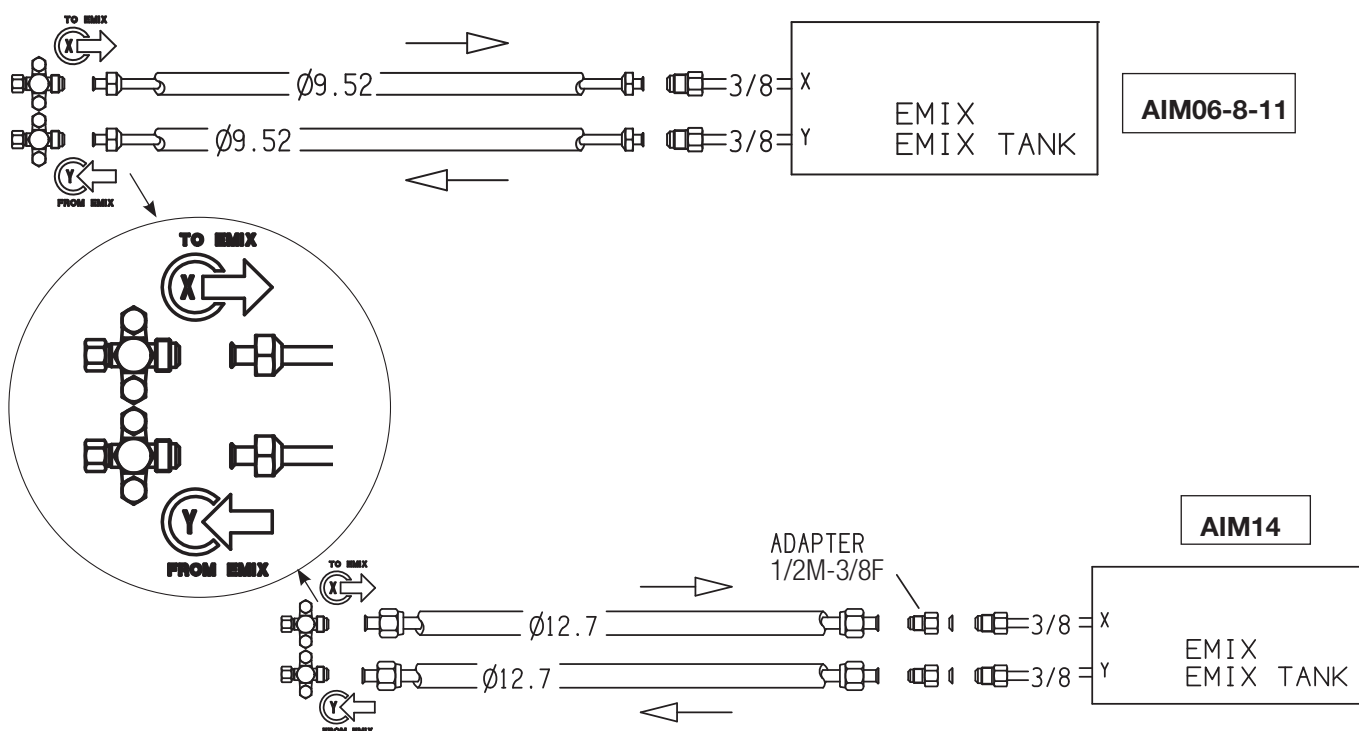 TO EMIX
X
Ø9.52
3/8
X
EMIX
EMIX TANK
AIM06-8-11
Ø9.52
3/8
Y
Y
FROM EMIX
TO EMIX
X
Y
FROM EMIX
AIM14
ADAPTER
1/2M-3/8F
TO EMIX
X
Ø12.7
3/8
X
EMIX
EMIX TANK
Ø12.7
3/8
Y
Y
FROM EMIX